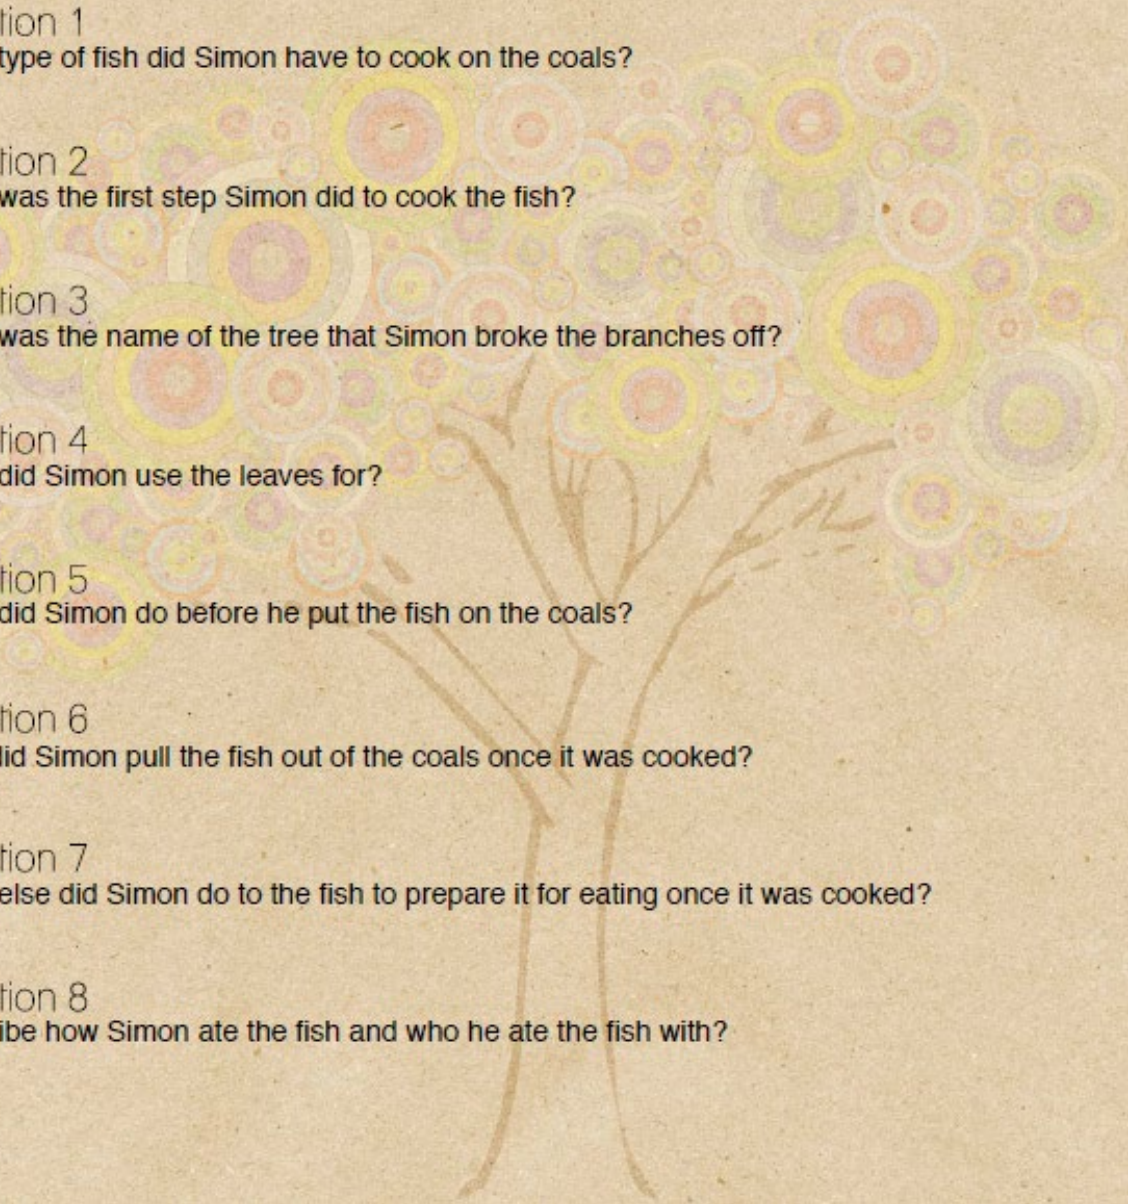 tion 1
type of fish did Simon have to cook on the coals?
tion 2
was the first step Simon did to cook the fish?
tion 3
was the name of the tree that Simon broke the branches off?
tion 4
did Simon use the leaves for?
tion 5
did Simon do before he put the fish on the coals?
tion 6
did Simon pull the fish out of the coals once it was cooked?
tion 7
else did Simon do to the fish to prepare it for eating once it was cooked?
tion 8
ibe how Simon ate the fish and who he ate the fish with?